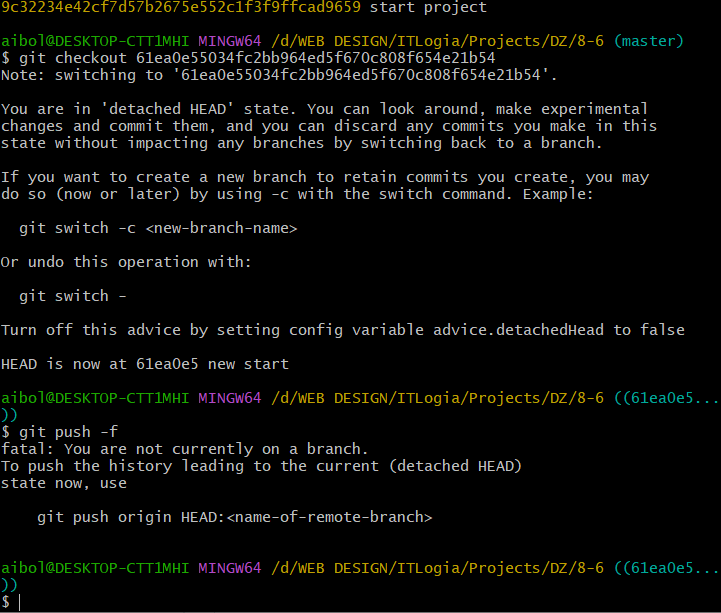 9c32234e42cf7d57b2675e552c1f3f9ffcad9659 start project
aibol@DESKTOP-CTT1MHI MINGW64 /d/WEB DESIGN/ITLogia/Projects/DZ/8-6 (master)
$ git checkout 61ea0e55034fc2bb964ed5f670c808f654e21b54
Note: switching to '61ea0e55034fc2bb964ed5f670c808f654e21b54'.
You are in 'detached HEAD' state. You can look around, make experimental
changes and commit them, and you can discard any commits you make in this
state without impacting any branches by switching back to a branch.
If you want to create a new branch to retain commits you create, you may
do so (now or later) by using -c with the switch command. Example:
git switch -c <new-branch-name>
Or undo this operation with:
git switch -
Turn off this advice by setting config variable advice.detachedHead to false
HEAD is now at 61ea0e5 new start
aibol@DESKTOP-CTT1MHI MINGW64 /d/WEB DESIGN/ITLogia/Projects/DZ/8-6 ((61ea0e5...
))
$ git push -f
fatal: You are not currently on a branch.
To push the history leading to the current (detached HEAD)
state now, use
git push origin HEAD:<name-of-remote-branch>
aibol@DESKTOP-CTT1MHI MINGW64 /d/WEB DESIGN/ITLogia/Projects/DZ/8-6 ((61ea0e5...
))
$